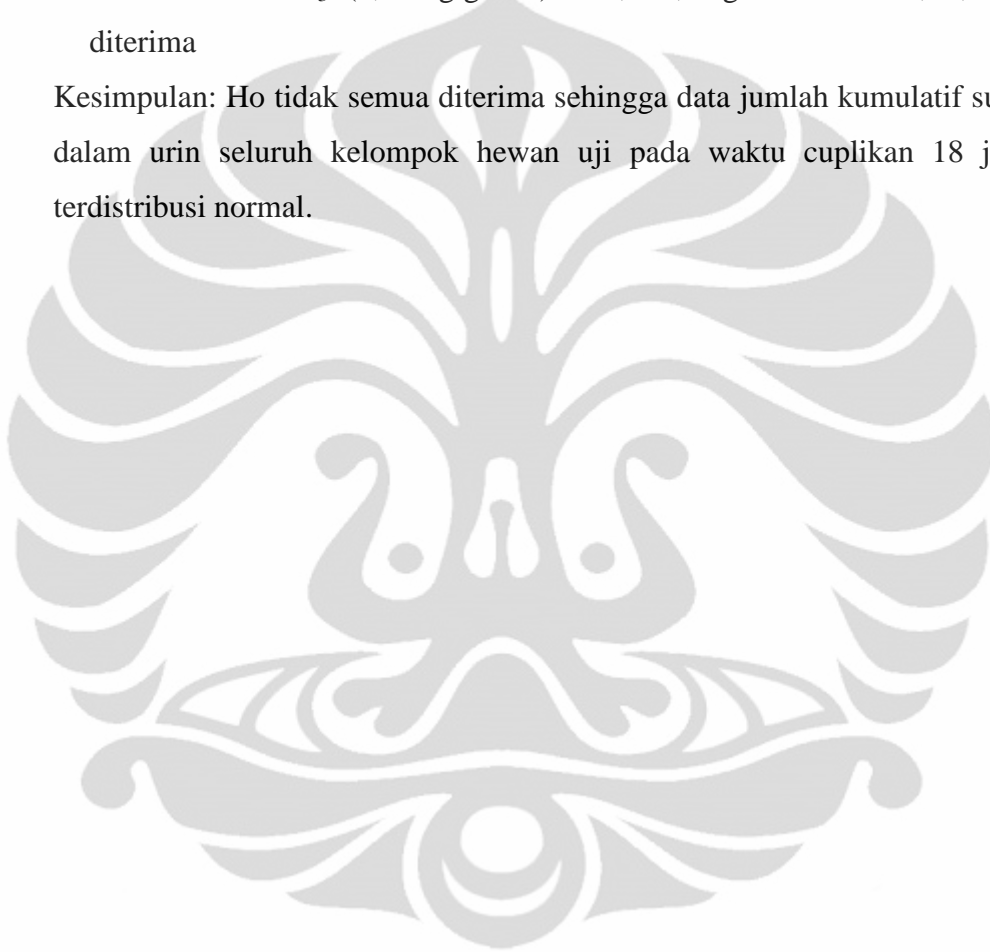 diterima
Kesimpulan: Ho tidak semua diterima sehingga data jumlah kumulatif
dalam urin seluruh kelompok hewan uji pada waktu cuplikan 18
terdistribusi normal.